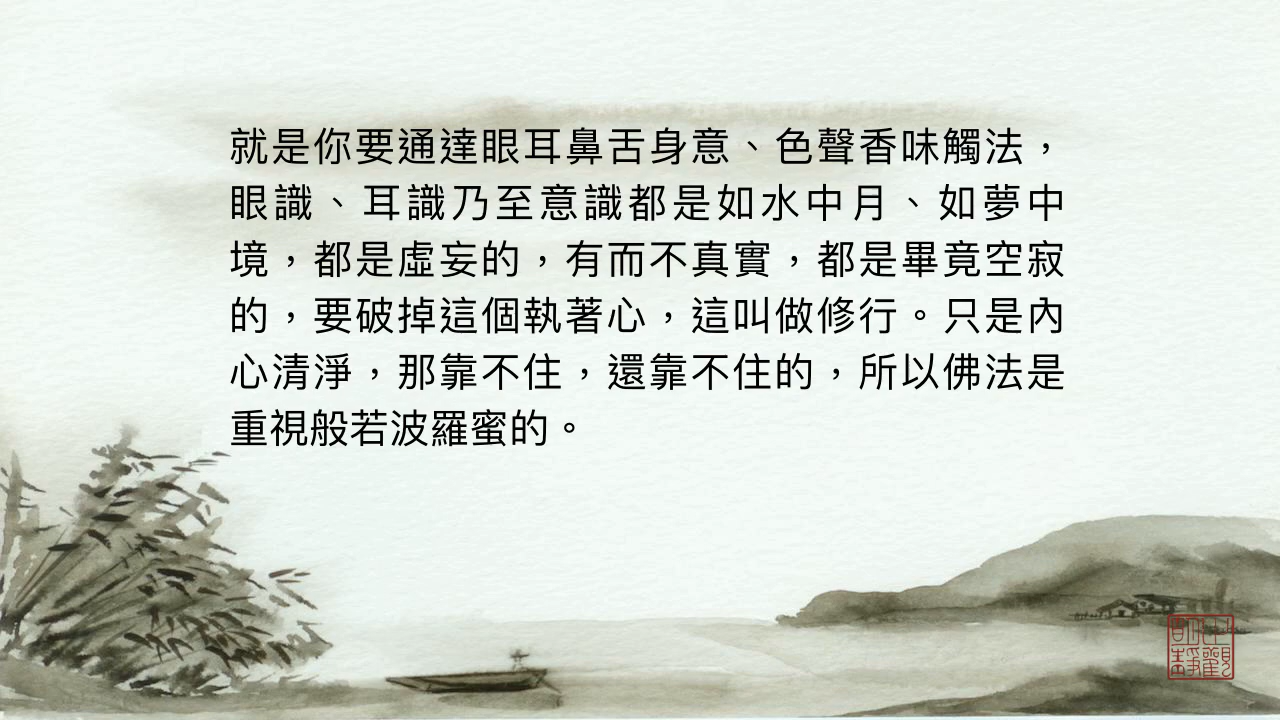 就是你要通達眼耳鼻舌身意、色聲香味觸法，
眼識、耳識乃至意識都是如水中月、如夢中
境，都是虛妄的，有而不真實，都是畢竟空寂
的，要破掉這個執著心，這叫做修行。只是內
心清淨，那靠不住，還靠不住的，所以佛法是
重視般若波羅蜜的。